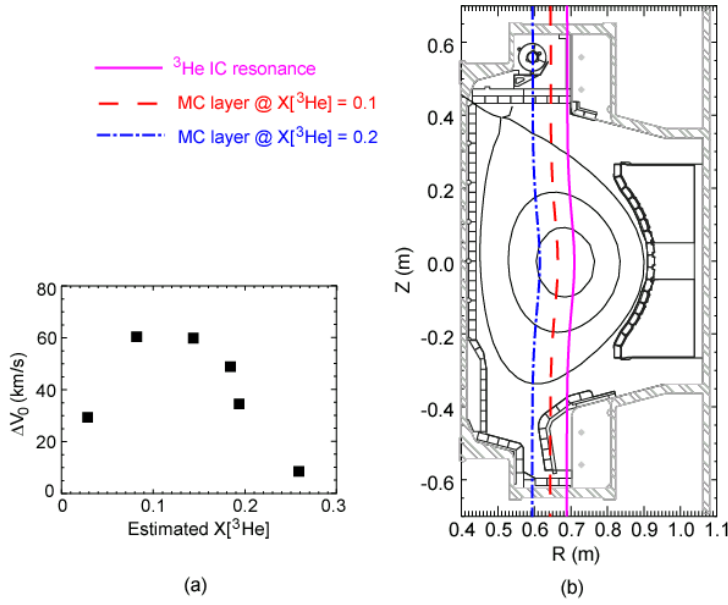 ³He IC resonance
MC layer @ X[³He] = 0.1
MC layer @ X[³He] = 0.2
80
60
40
20
0
ΔV₀ (km/s)
0 0.1 0.2 0.3
Estimated X[³He]
(a)
0.6
0.4
0.2
0.0
-0.2
-0.4
-0.6
Z (m)
0.4 0.5 0.6 0.7 0.8 0.9 1.0 1.1
R (m)
(b)